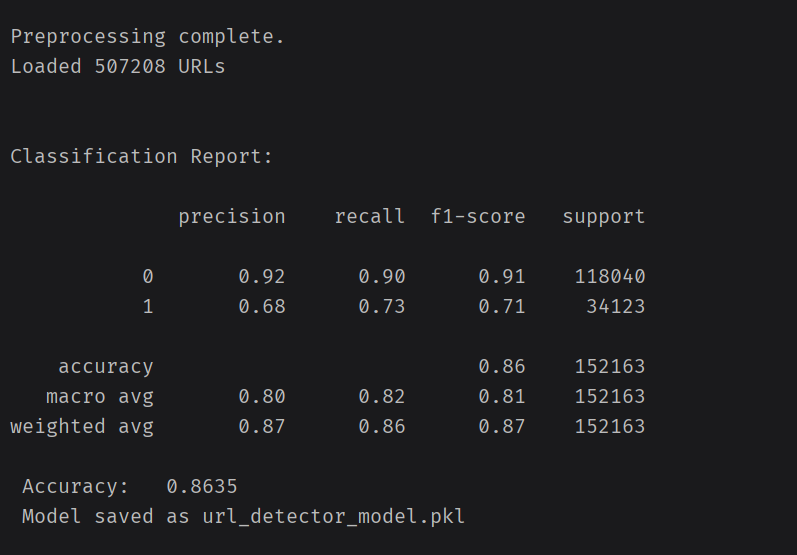 Preprocessing complete.
Loaded 507208 URLs
Classification Report:
precision recall f1-score support
0 0.92 0.90 0.91 118040
1 0.68 0.73 0.71 34123
accuracy 0.86 152163
macro avg 0.80 0.82 0.81 152163
weighted avg 0.87 0.86 0.87 152163
Accuracy: 0.8635
Model saved as url_detector_model.pkl